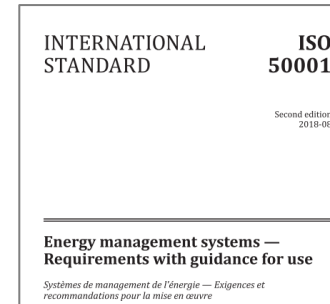 INTERNATIONAL
STANDARD
ISO
50001
Second edition
2018-08
Energy management systems —
Requirements with guidance for use
Systèmes de management de l'énergie — Exigences et
recommandations pour la mise en œuvre